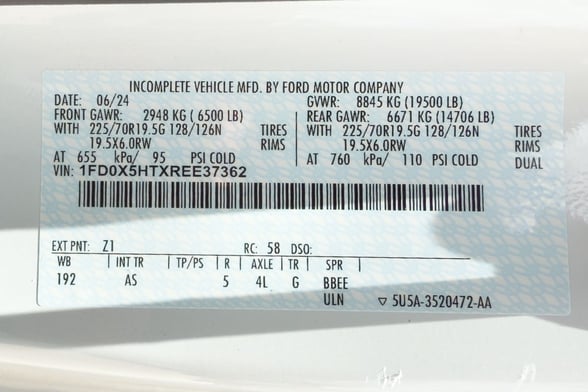 INCOMPLETE VEHICLE MFD. BY FORD MOTOR COMPANY
DATE: 06/24 GVWR: 8845 KG (19500 LB)
FRONT GAWR: 2948 KG ( 6500 LB) REAR GAWR: 6671 KG (14706 LB)
WITH 225/70R19.5G 128/126N TIRES WITH 225/70R19.5G 128/126N TIRES
19.5X6.0RW RIMS 19.5X6.0RW RIMS
AT 655 kPa/ 95 PSI COLD AT 760 kPa/ 110 PSI COLD DUAL
VIN: 1FD0X5HTXREE37362
EXT PNT: Z1 RC: 58 DSO:
WB INT TR TP/PS R AXLE TR SPR
192 AS 5 4L G BBEE
ULN ▽ 5U5A-3520472-AA